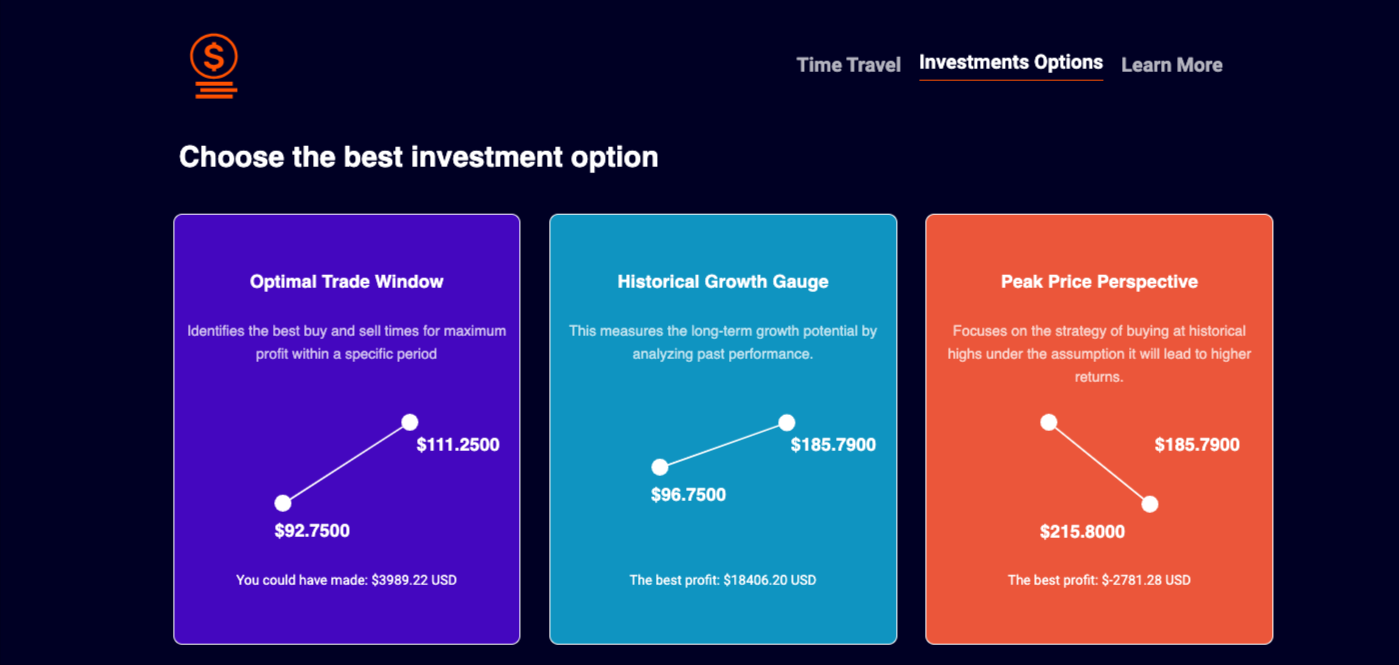 $
Time Travel
Investments Options
Learn More
Choose the best investment option
Optimal Trade Window
Identifies the best buy and sell times for maximum
profit within a specific period
$111.2500
$92.7500
You could have made: $3989.22 USD
Historical Growth Gauge
This measures the long-term growth potential by
analyzing past performance.
$185.7900
$96.7500
The best profit: $18406.20 USD
Peak Price Perspective
Focuses on the strategy of buying at historical
highs under the assumption it will lead to higher
returns.
$185.7900
$215.8000
The best profit: $-2781.28 USD